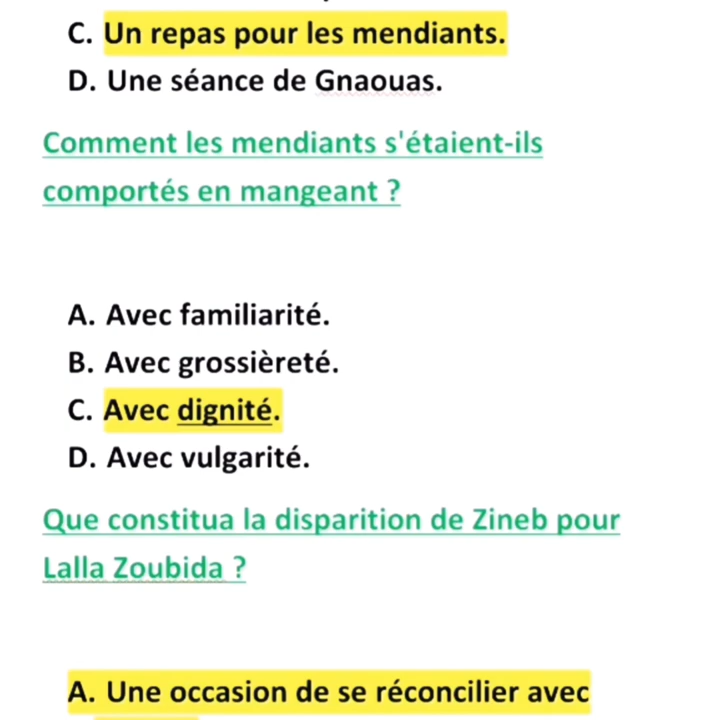 C. Un repas pour les mendiants.
D. Une séance de Gnaouas.
Comment les mendiants s'étaient-ils
comportés en mangeant ?
A. Avec familiarité.
B. Avec grossièreté.
C. Avec dignité.
D. Avec vulgarité.
Que constitua la disparition de Zineb pour
Lalla Zoubida ?
A. Une occasion de se réconcilier avec